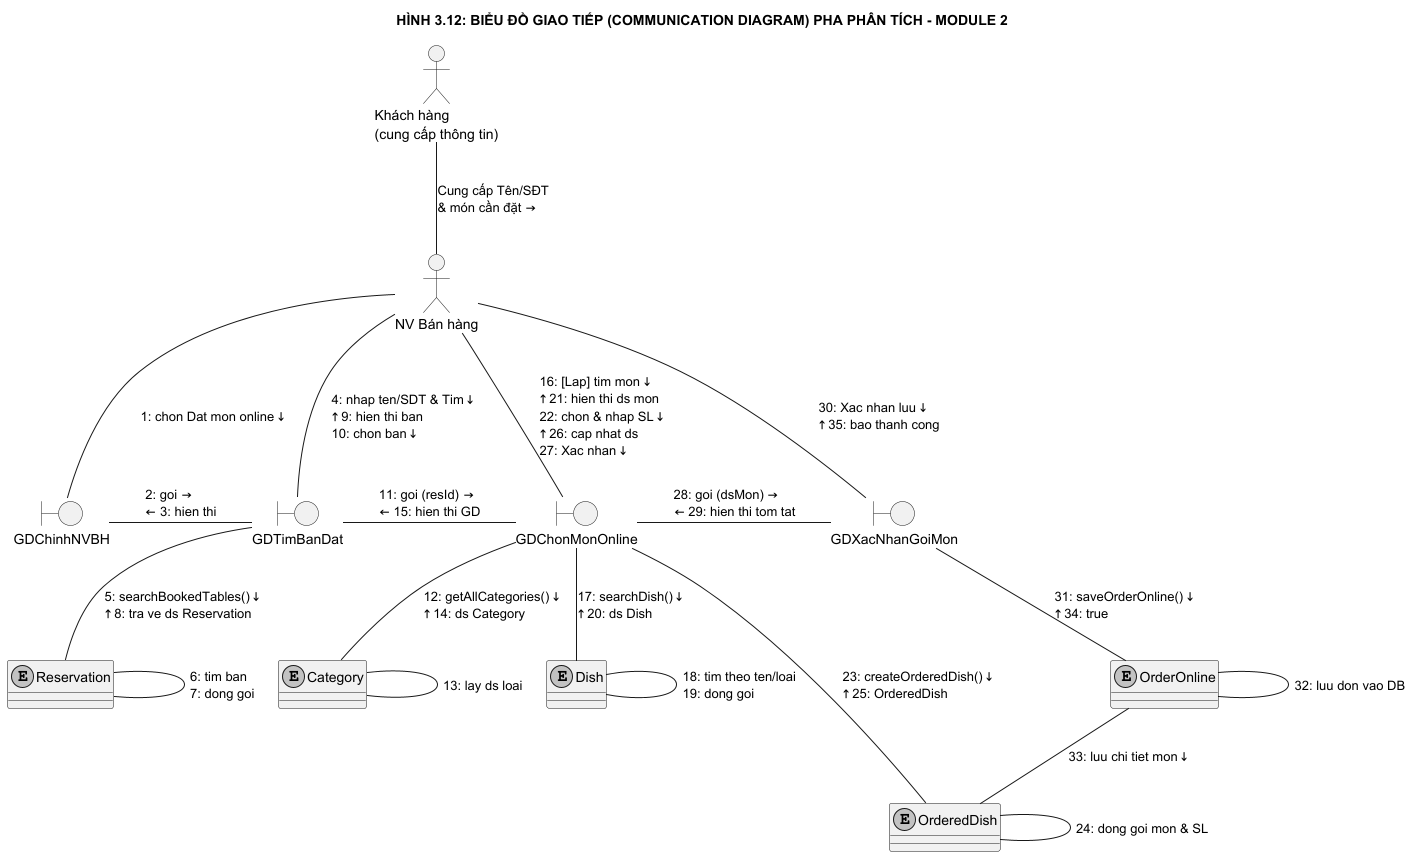 HÌNH 3.12: BIỂU ĐỒ GIAO TIẾP (COMMUNICATION DIAGRAM) PHA PHÂN TÍCH - MODULE 2
Khách hàng
(cung cấp thông tin)
Cung cấp Tên/SĐT
& món cần đặt →
NV Bán hàng
1: chon Dat mon online ↓
4: nhap ten/SDT & Tim ↓
↑ 9: hien thi ban
10: chon ban ↓
16: [Lap] tim mon ↓
↑ 21: hien thi ds mon
22: chon & nhap SL ↓
↑ 26: cap nhat ds
27: Xac nhan ↓
30: Xac nhan luu ↓
↑ 35: bao thanh cong
2: goi →
← 3: hien thi
11: goi (resId) →
← 15: hien thi GD
28: goi (dsMon) →
← 29: hien thi tom tat
GDChinhNVBH
GDTimBanDat
GDChonMonOnline
GDXacNhanGoiMon
5: searchBookedTables() ↓
↑ 8: tra ve ds Reservation
12: getAllCategories() ↓
↑ 14: ds Category
17: searchDish() ↓
↑ 20: ds Dish
31: saveOrderOnline() ↓
↑ 34: true
E Reservation
6: tim ban
7: dong goi
E Category
13: lay ds loai
E Dish
18: tim theo ten/loai
19: dong goi
23: createOrderedDish() ↓
↑ 25: OrderedDish
E OrderOnline
32: luu don vao DB
33: luu chi tiet mon ↓
E OrderedDish
24: dong goi mon & SL